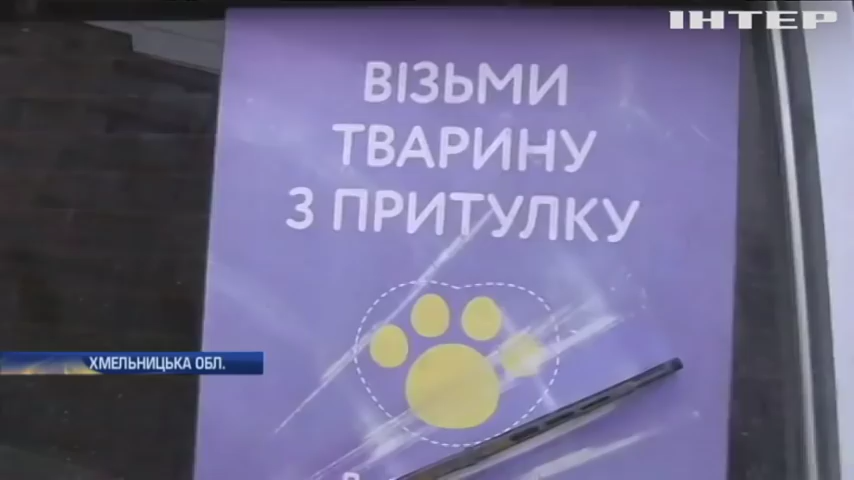 ІНТЕР
ВІЗЬМИ
ТВАРИНУ
З ПРИТУЛКУ
ХМЕЛЬНИЦЬКА ОБЛ.